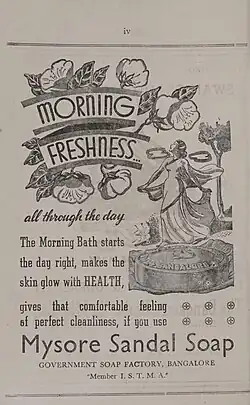 iv
MORNING
FRESHNESS...
all through the day
The Morning Bath starts
the day right, makes the
skin glow with HEALTH,
gives that comfortable feeling
of perfect cleanliness, if you use
Mysore Sandal Soap
GOVERNMENT SOAP FACTORY, BANGALORE
"Member I. S. T. M. A."